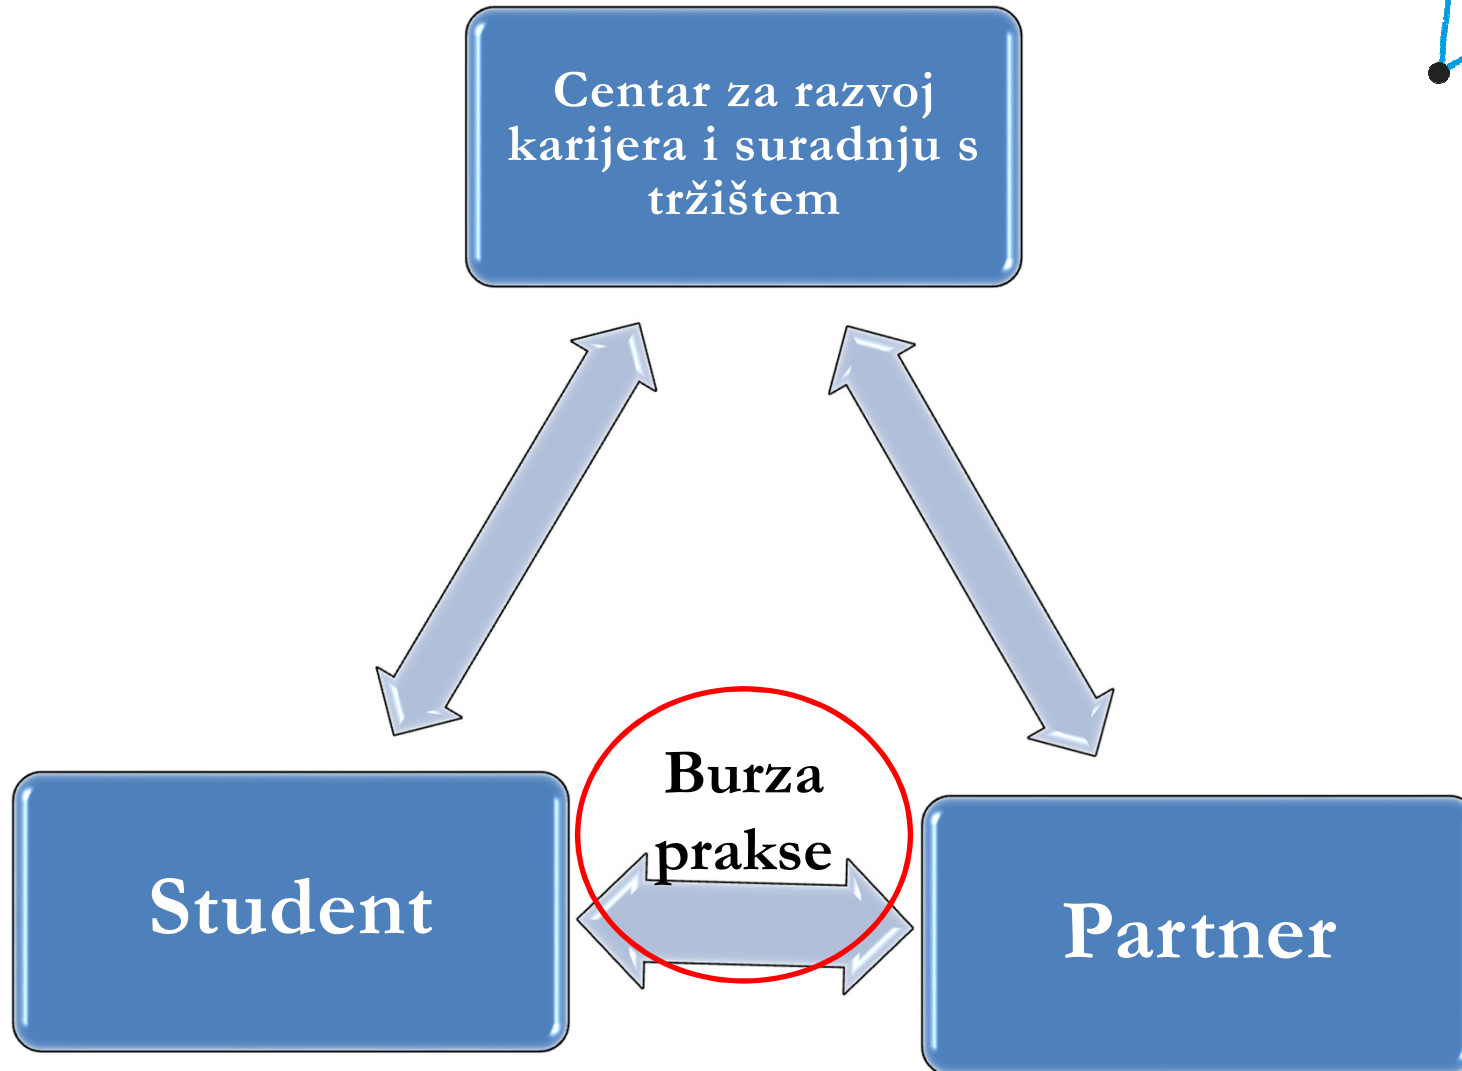 Centar za razvoj
karijera i suradnju s
tržištem
Burza
prakse
Student
Partner